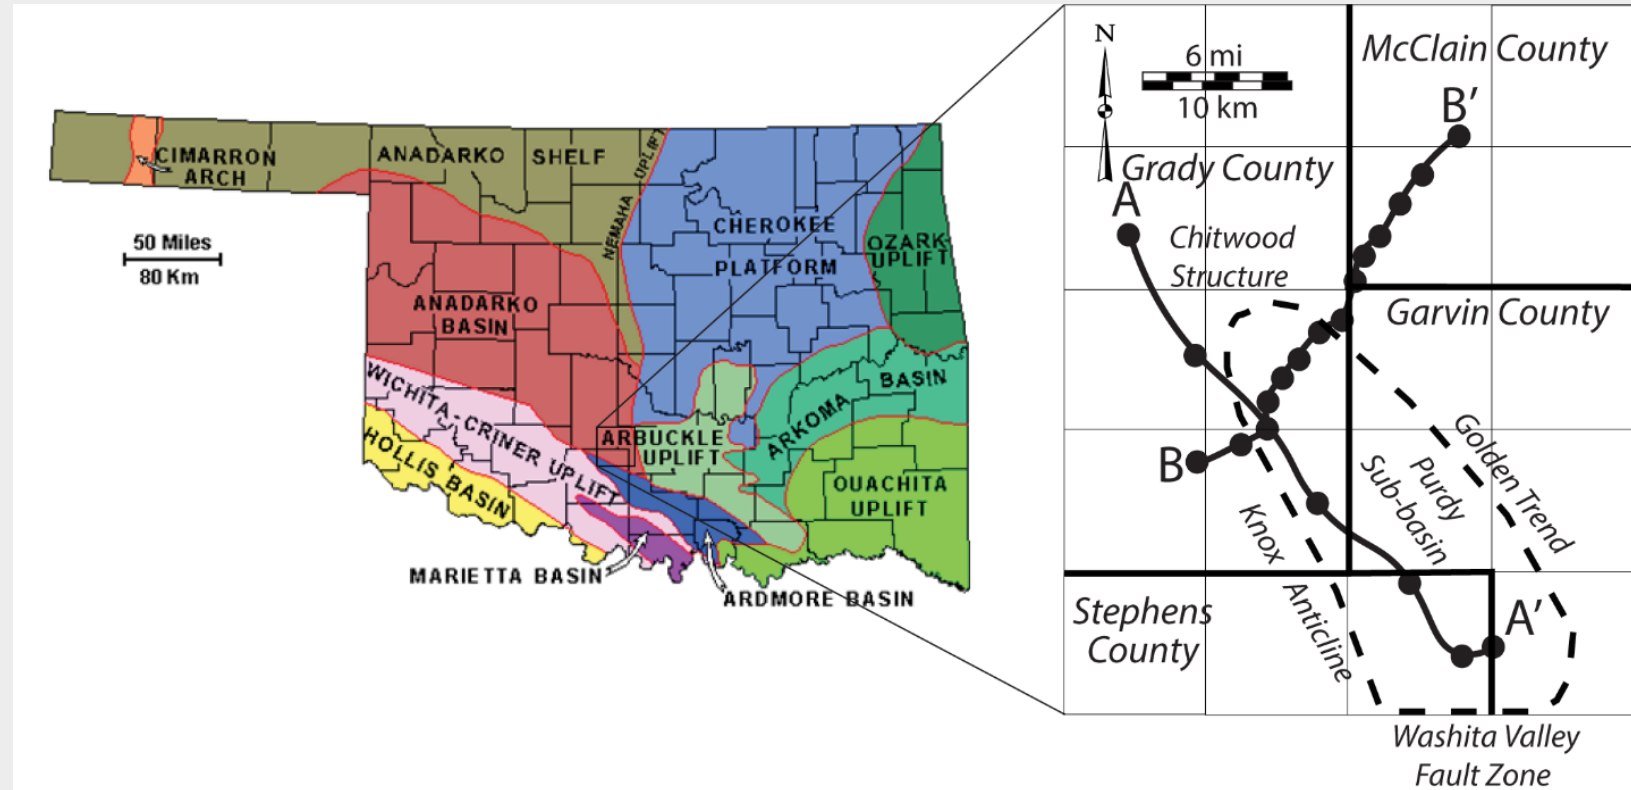 CIMARRON
ARCH
ANADARKO SHELF
NEMAHA UPLIFT
50 Miles
80 Km
ANADARKO
BASIN
CHEROKEE
PLATFORM
OZARK
UPLIFT
WICHITA-CRINER UPLIFT
HOLLIS BASIN
ARBUCKLE
UPLIFT
ARKOMA BASIN
OUACHITA
UPLIFT
MARIETTA BASIN
ARDMORE BASIN
N
6 mi
10 km
McClain County
B'
Grady County
A
Chitwood
Structure
Garvin County
B
Golden Trend
Purdy
Sub-basin
Knox
Anticline
Stephens
County
A'
Washita Valley
Fault Zone